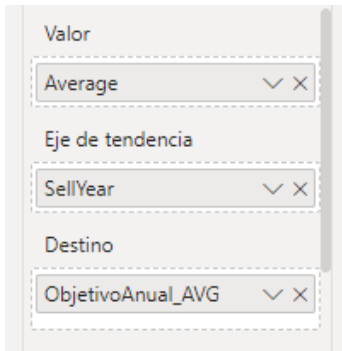 Valor
Average
Eje de tendencia
SellYear
Destino
ObjetivoAnual_AVG